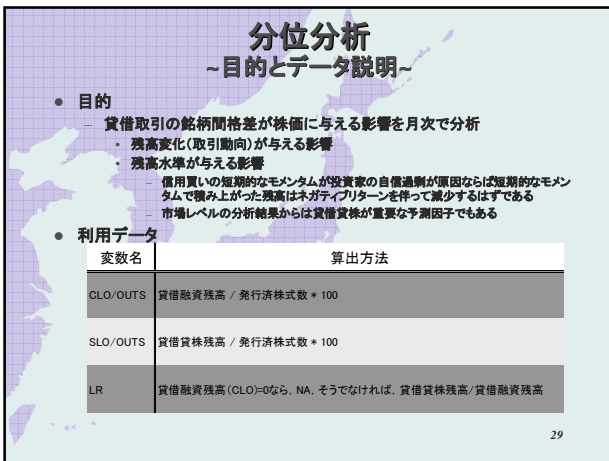 分位分析
~目的とデータ説明~
● 目的
– 貸借取引の銘柄間格差が株価に与える影響を月次で分析
• 残高変化(取引動向)が与える影響
• 残高水準が与える影響
– 信用買いの短期的なモメンタムが投資家の自信過剰が原因ならば短期的なモメン
タムで積み上がった残高はネガティブリターンを伴って減少するはずである
– 市場レベルの分析結果からは貸借貸株が重要な予測因子でもある
● 利用データ
変数名 算出方法
CLO/OUTS 貸借融資残高 / 発行済株式数 * 100
SLO/OUTS 貸借貸株残高 / 発行済株式数 * 100
LR 貸借融資残高(CLO)=0なら, NA, そうでなければ, 貸借貸株残高/貸借融資残高
29